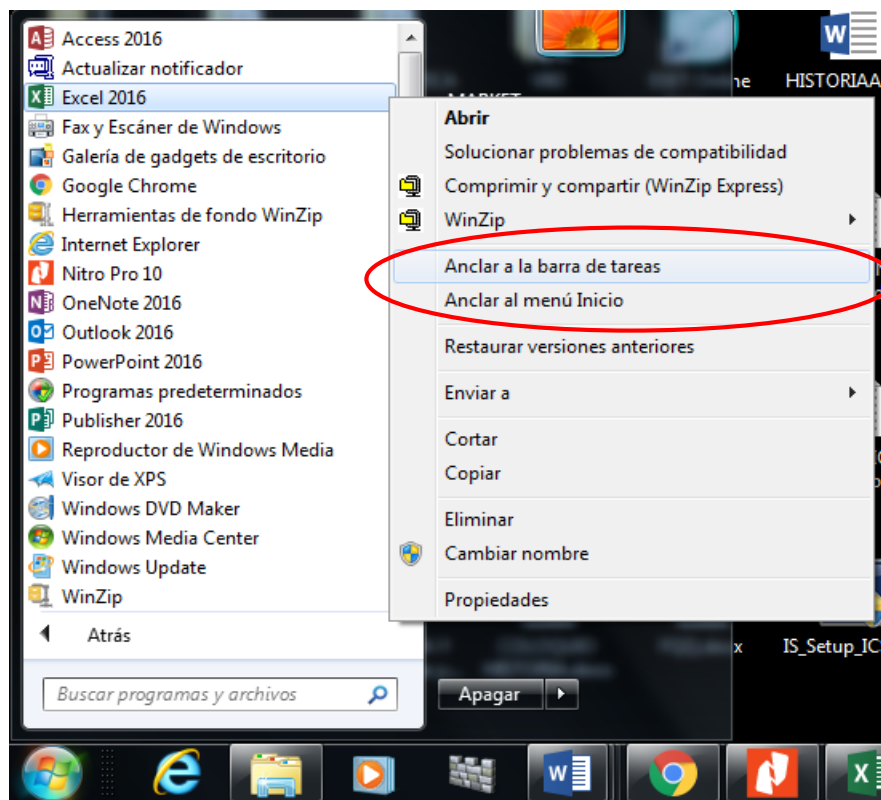 Access 2016
Actualizar notificador
Excel 2016
Fax y Escáner de Windows
Galería de gadgets de escritorio
Google Chrome
Herramientas de fondo WinZip
Internet Explorer
Nitro Pro 10
OneNote 2016
Outlook 2016
PowerPoint 2016
Programas predeterminados
Publisher 2016
Reproductor de Windows Media
Visor de XPS
Windows DVD Maker
Windows Media Center
Windows Update
WinZip
Atrás
Buscar programas y archivos
Abrir
Solucionar problemas de compatibilidad
Comprimir y compartir (WinZip Express)
WinZip
Anclar a la barra de tareas
Anclar al menú Inicio
Restaurar versiones anteriores
Enviar a
Cortar
Copiar
Eliminar
Cambiar nombre
Propiedades
Apagar
HISTORIAA
IS_Setup_IC